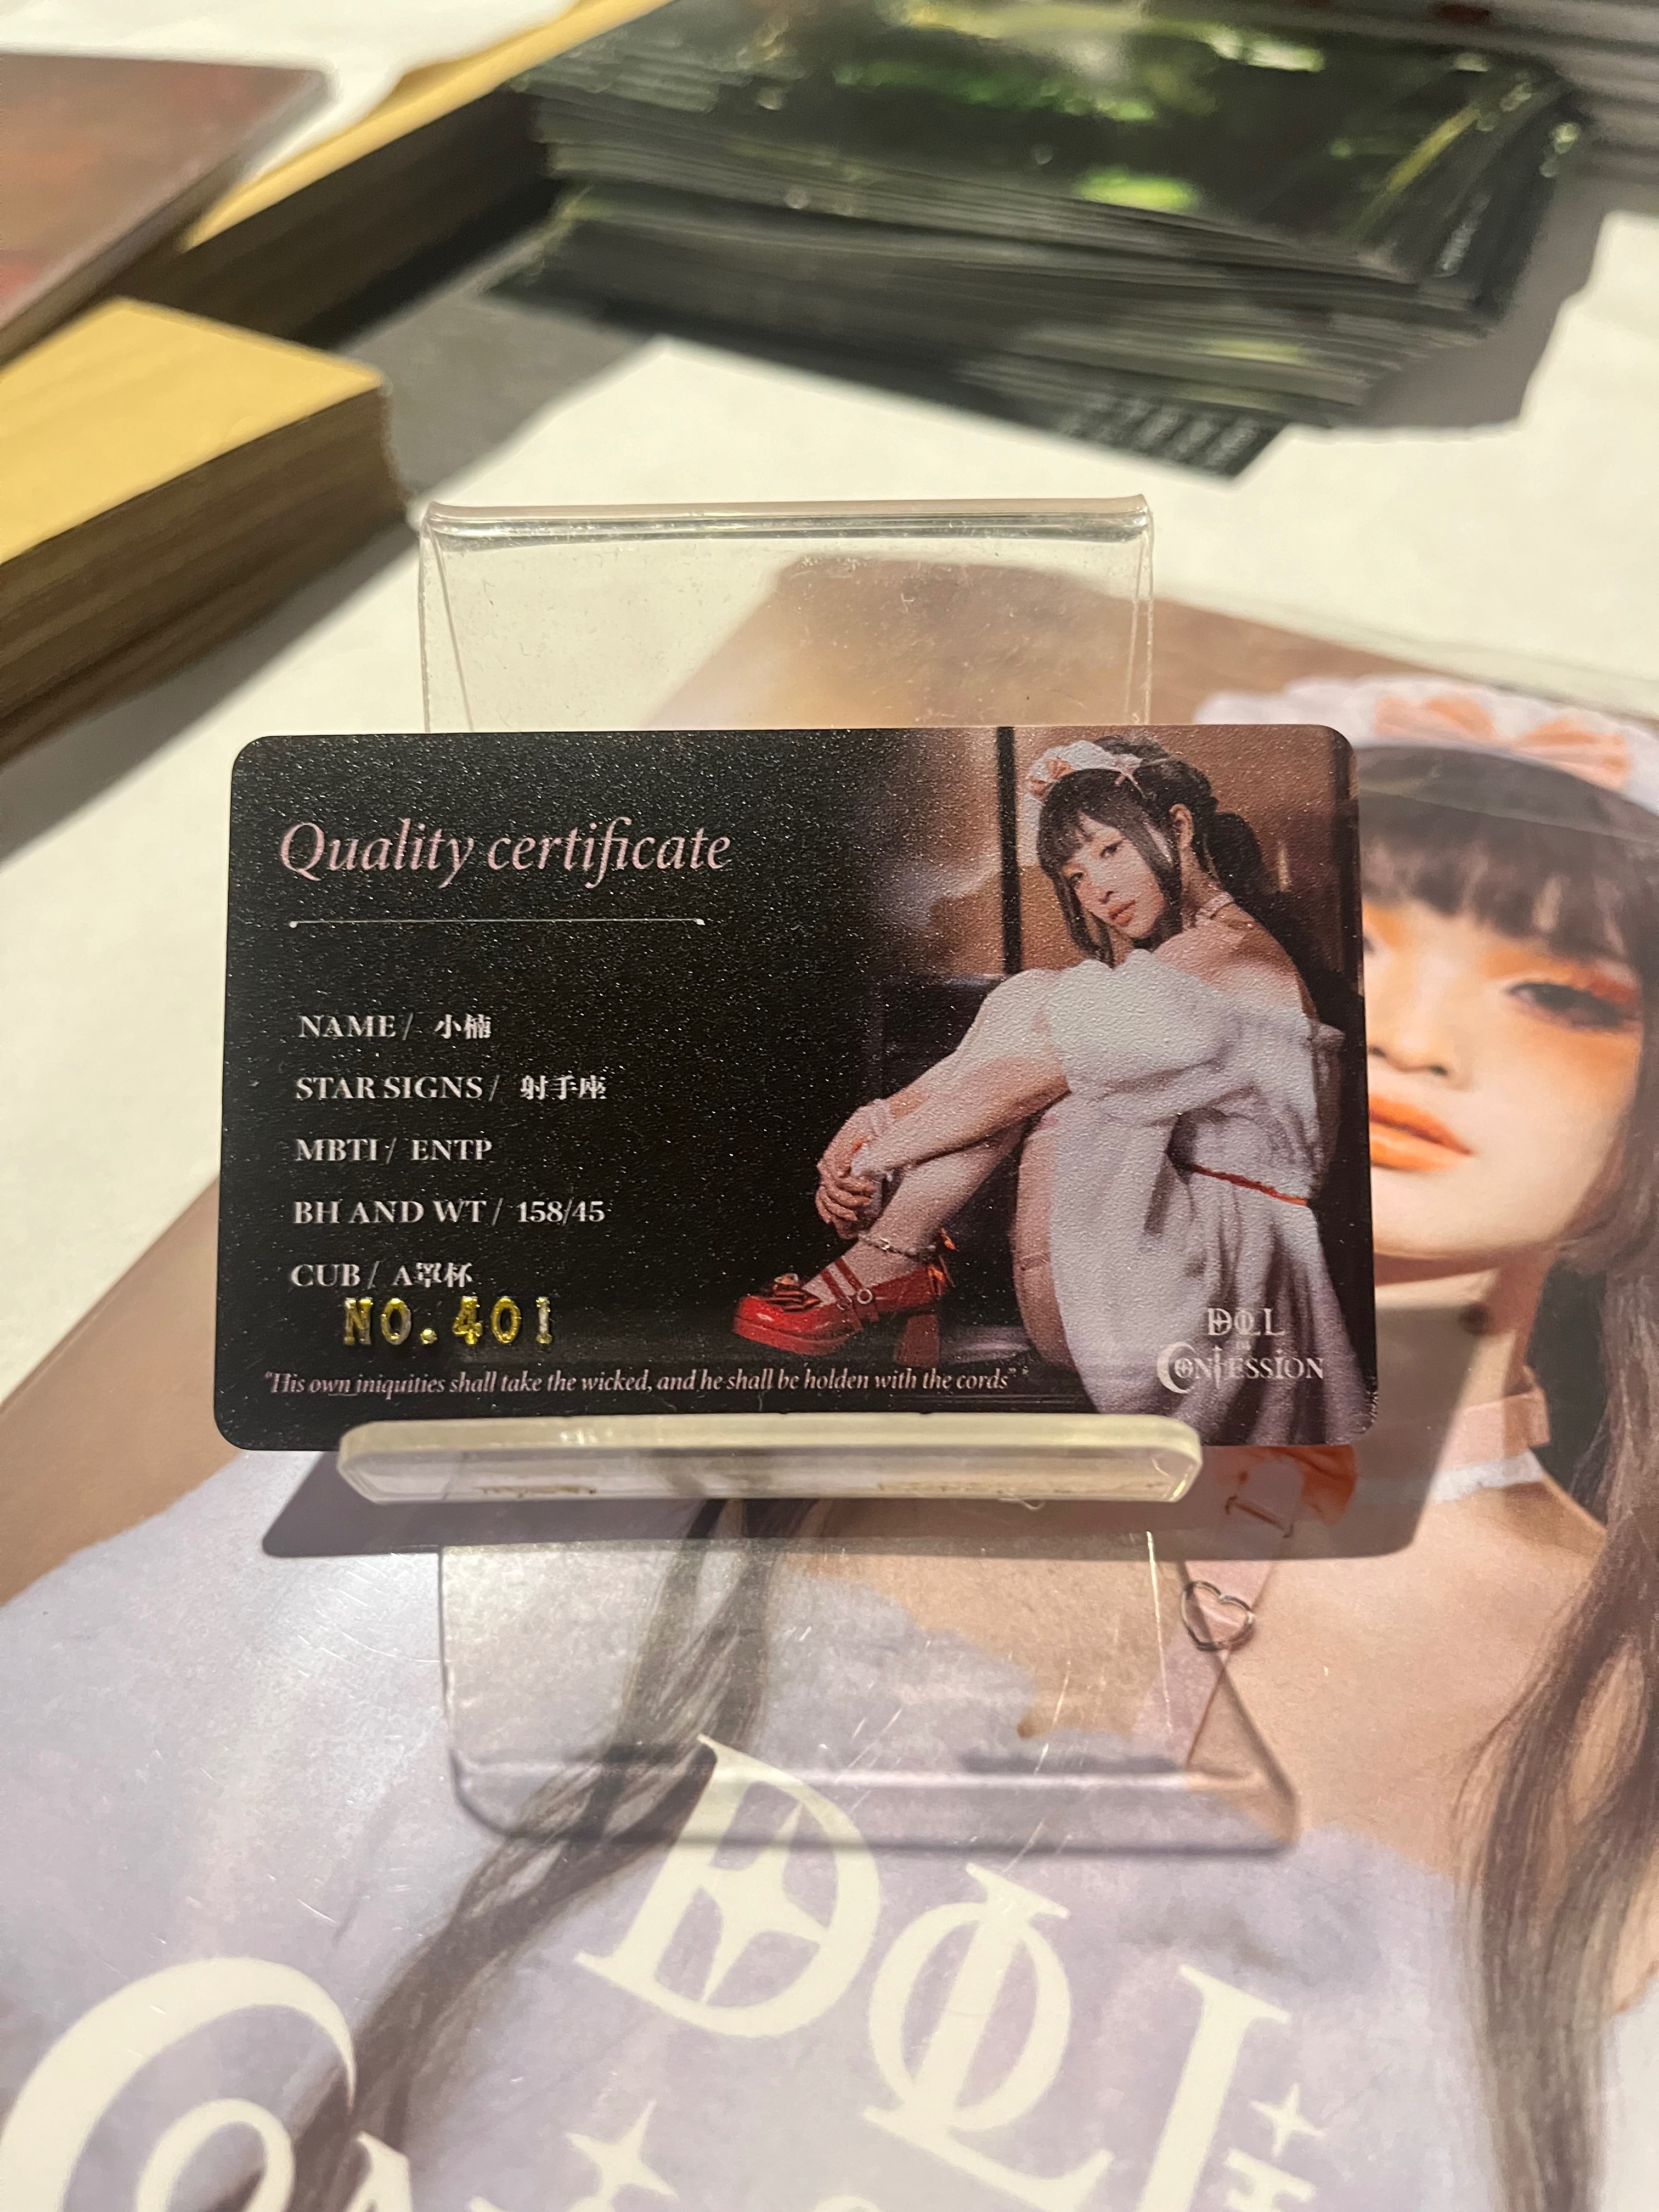 Quality certificate
NAME / 小楠
STAR SIGNS / 射手座
MBTI / ENTP
BH AND WT / 158/45
CUB / A罩杯
NO.401
"His own iniquities shall take the wicked, and he shall be holden with the cords" *
DOLL
CONFESSION
DOLL